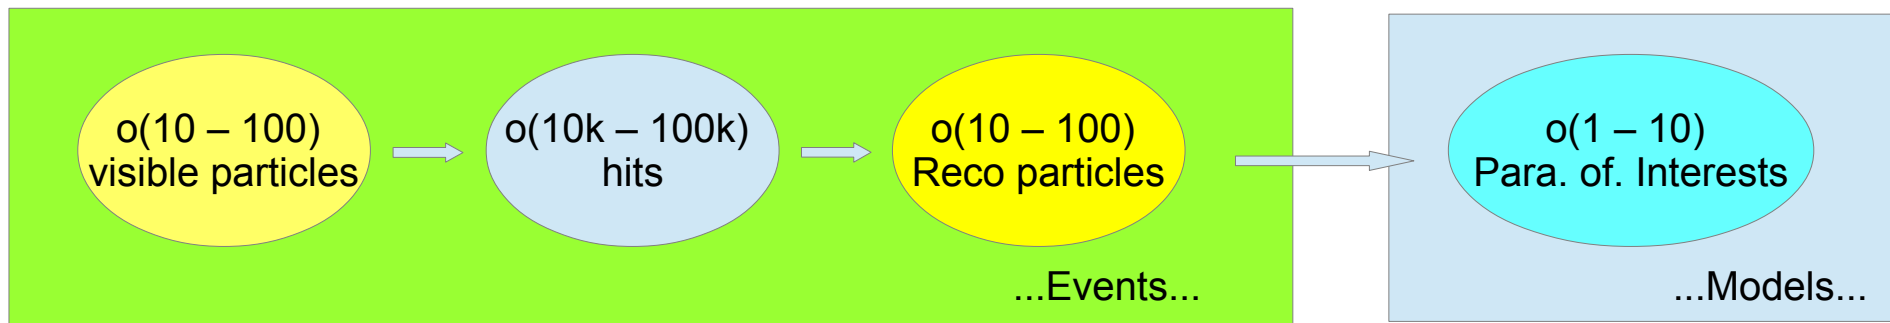 o(10 – 100)
visible particles
o(10k – 100k)
hits
o(10 – 100)
Reco particles
o(1 – 10)
Para. of. Interests
...Events...
...Models...